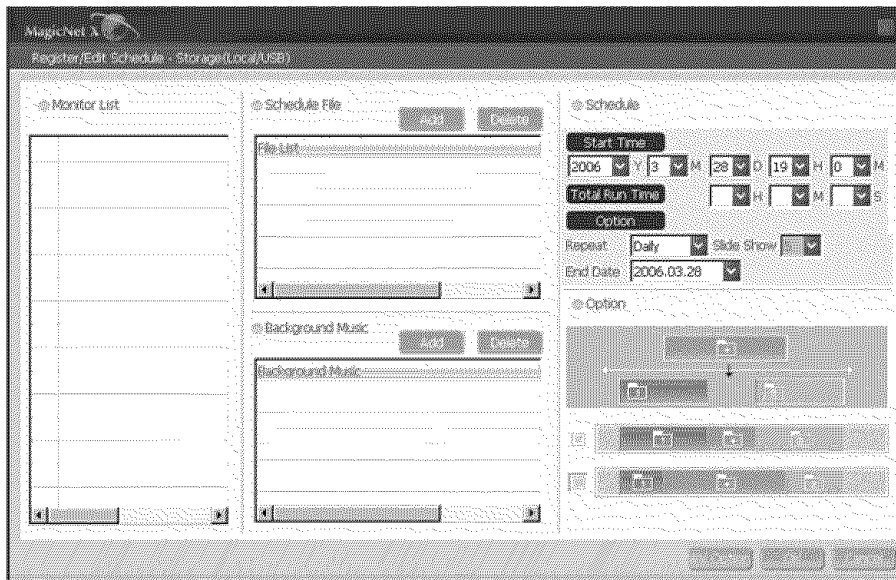 MagicNet X
Register/Edit Schedule - Storage(Local/USB)
Monitor List
Schedule File
Add Delete
File List
Background Music
Add Delete
Background Music
Schedule
Start Time
2006 Y 3 M 28 D 19 H 0 M
Total Run Time H M S
Option
Repeat Daily Slide Show 5
End Date 2006.03.28
Option